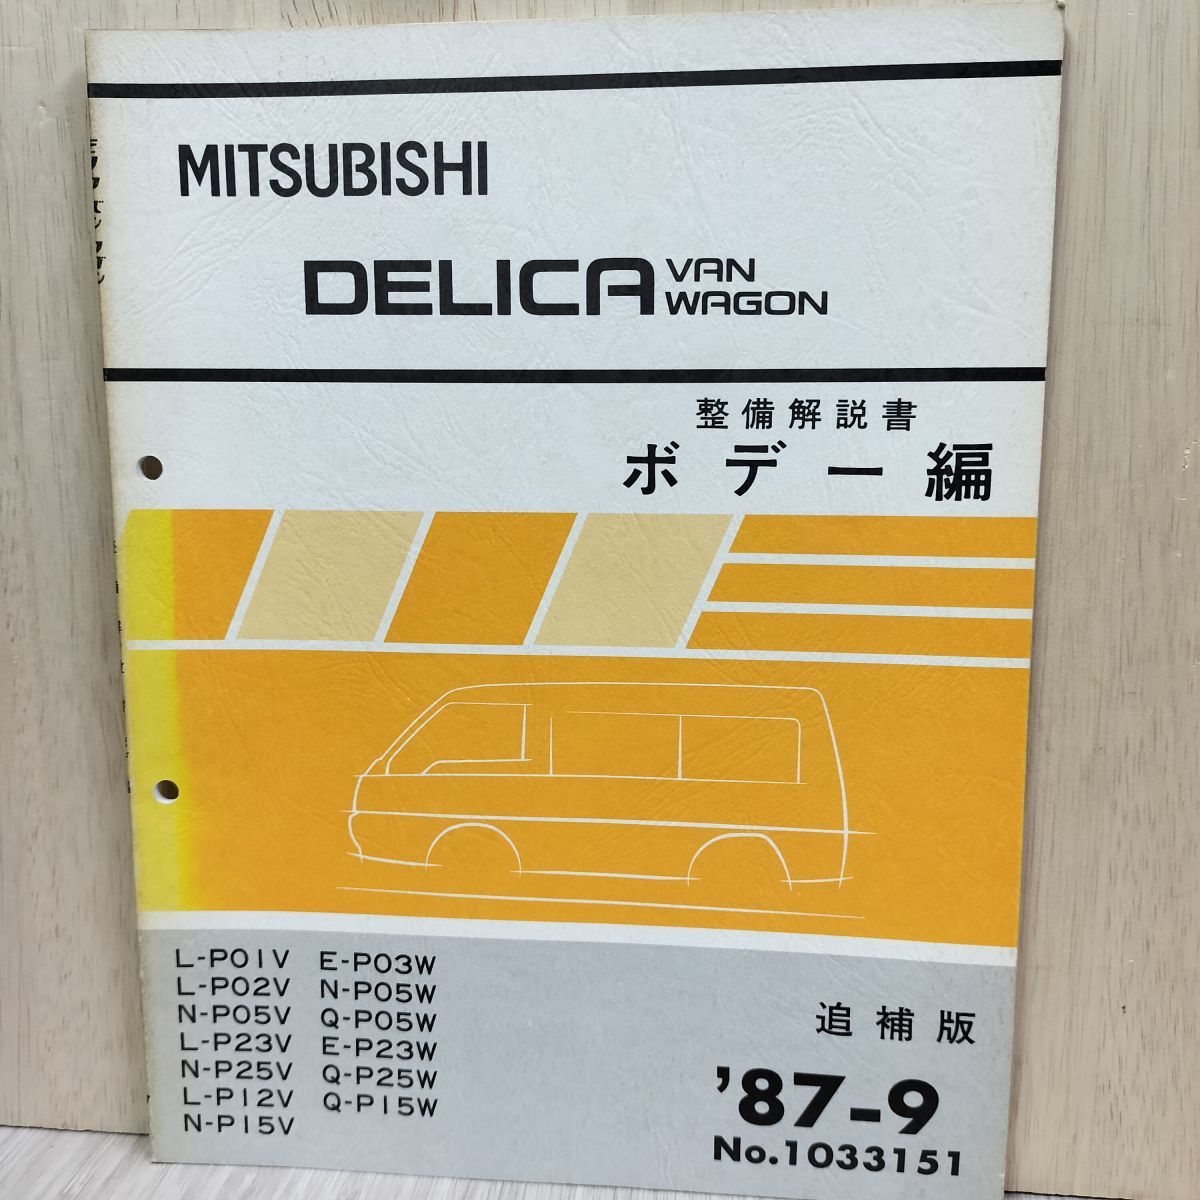 MITSUBISHI
DELICA VAN WAGON
整備解説書
ボデー編
L-P01V E-P03W
L-P02V N-P05W
N-P05V Q-P05W
L-P23V E-P23W
N-P25V Q-P25W
L-P12V Q-P15W
N-P15V
追補版
’87-9
No.1033151